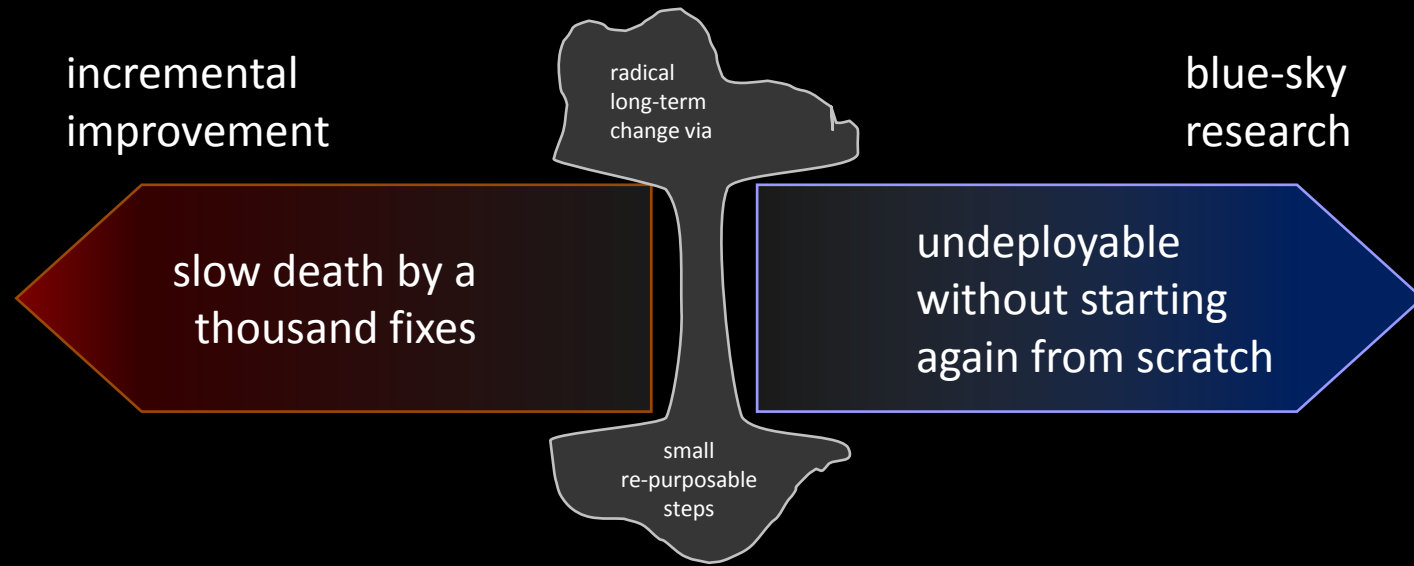 incremental
improvement
radical
long-term
change via
blue-sky
research
slow death by a
thousand fixes
undeployable
without starting
again from scratch
small
re-purposable
steps